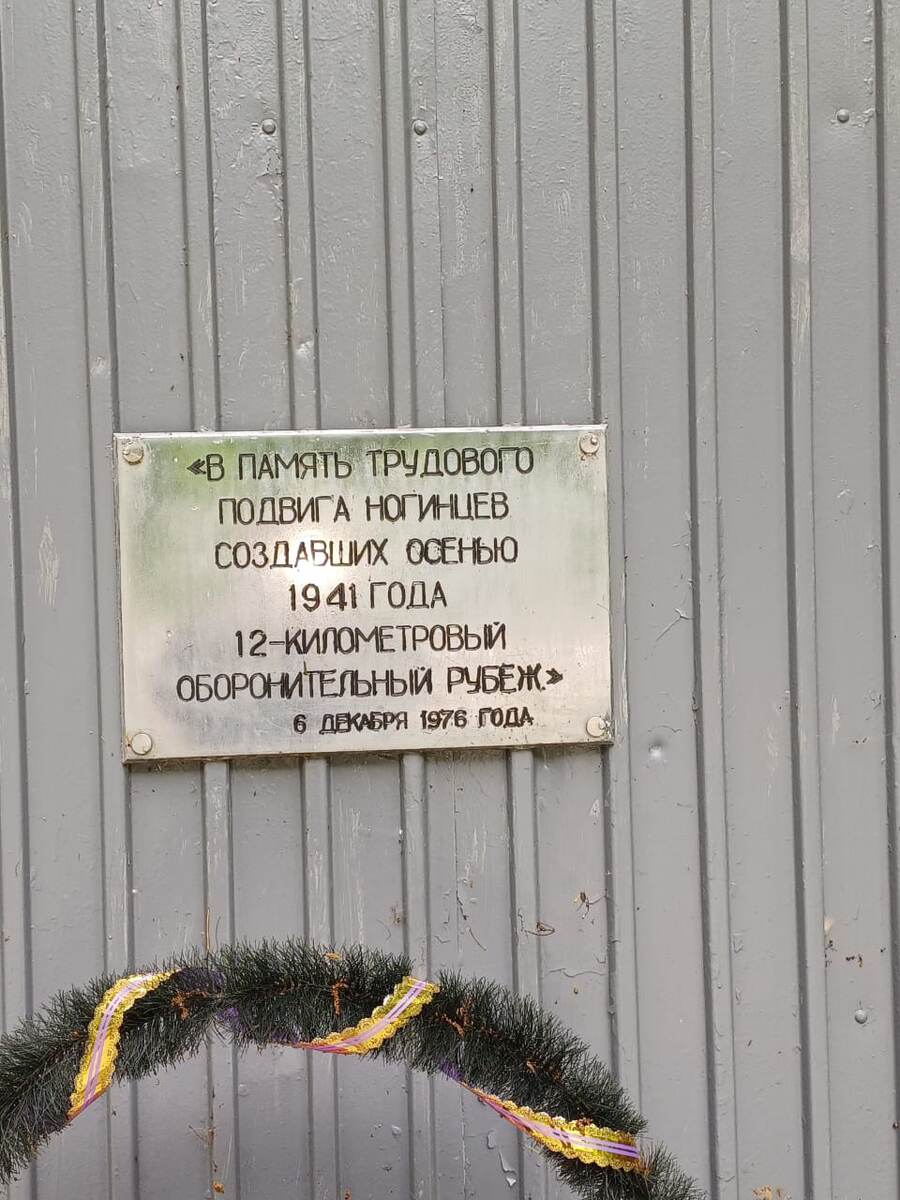 «В ПАМЯТЬ ТРУДОВОГО
ПОДВИГА НОГИНЦЕВ
СОЗДАВШИХ ОСЕНЬЮ
1941 ГОДА
12-КИЛОМЕТРОВЫЙ
ОБОРОНИТЕЛЬНЫЙ РУБЕЖ.»
6 ДЕКАБРЯ 1976 ГОДА